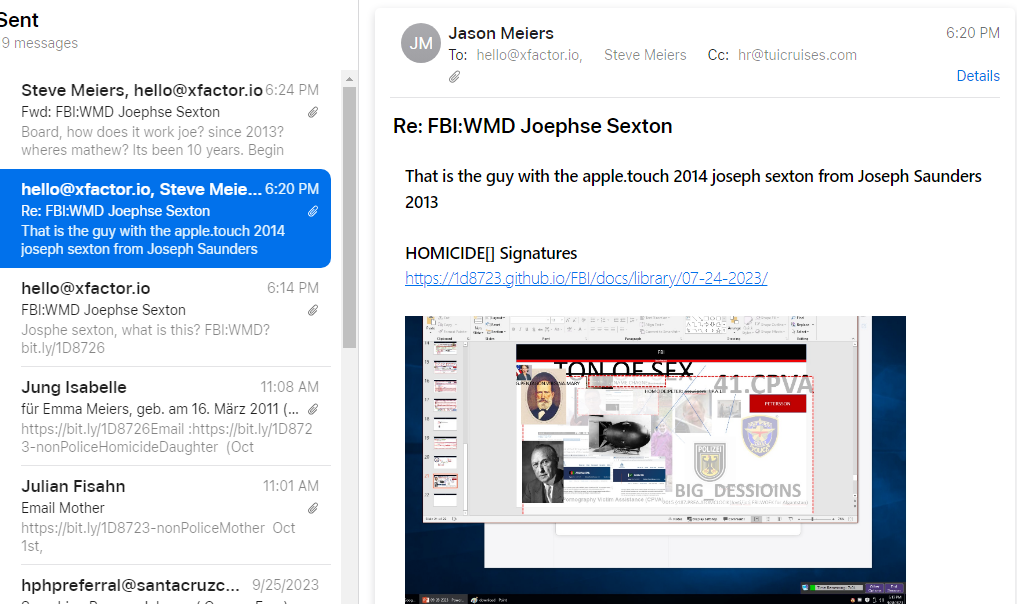 Sent
9 messages
Steve Meiers, hello@xfactor.io 6:24 PM
Fwd: FBI:WMD Joephse Sexton
Board, how does it work joe? since 2013?
wheres mathew? Its been 10 years. Begin
hello@xfactor.io, Steve Meie... 6:20 PM
Re: FBI:WMD Joephse Sexton
That is the guy with the apple.touch 2014
joseph sexton from Joseph Saunders
hello@xfactor.io 6:14 PM
FBI:WMD Joephse Sexton
Josphe sexton, what is this? FBI:WMD?
bit.ly/1D8726
Jung Isabelle 11:08 AM
für Emma Meiers, geb. am 16. März 2011 (...
https://bit.ly/1D8726Email :https://bit.ly/1D872
3-nonPoliceHomicideDaughter (Oct
Julian Fisahn 11:01 AM
Email Mother
https://bit.ly/1D8723-nonPoliceMother Oct
1st,
hphpreferral@santacruzc... 9/25/2023
JM
Jason Meiers 6:20 PM
To: hello@xfactor.io, Steve Meiers Cc: hr@tuicruises.com
Details
Re: FBI:WMD Joephse Sexton
That is the guy with the apple.touch 2014 joseph sexton from Joseph Saunders
2013
HOMICIDE[] Signatures
https://1d8723.github.io/FBI/docs/library/07-24-2023/
FBI
TON OF SEX
41.CPVA
PETERSSON
POLIZEI
BIG_DESSIOINS